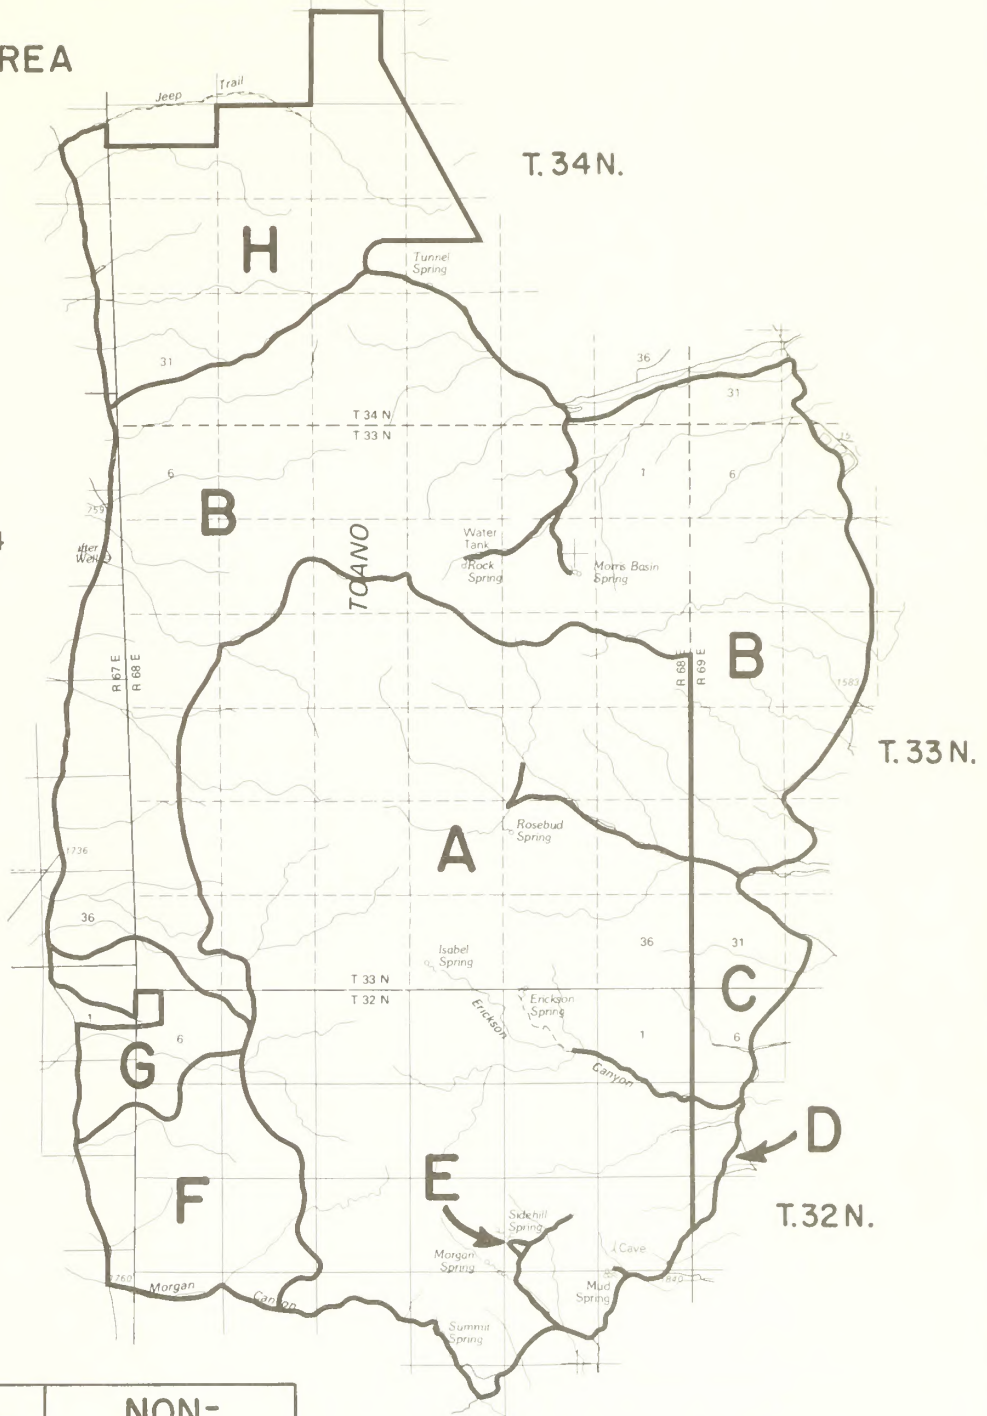 REA
Jeep Trail
T. 34 N.
H
Tunnel
Spring
31
36
31
T 34 N
T 33 N
6
1
6
B
TOANO
Water
Tank
Rock
Spring
Morris Basin
Spring
R 67 E
R 68 E
R 68 E
R 69 E
B
1583
T. 33 N.
Rosebud
Spring
A
1736
36
Isabel
Spring
36
31
T 33 N
T 32 N
C
Erickson
Spring
Erickson
Canyon
1
6
1
6
G
D
E
F
T. 32 N.
Sidehill
Spring
Cave
Morgan
Spring
Mud
Spring
Morgan
Canyon
Summit
Spring
NON-